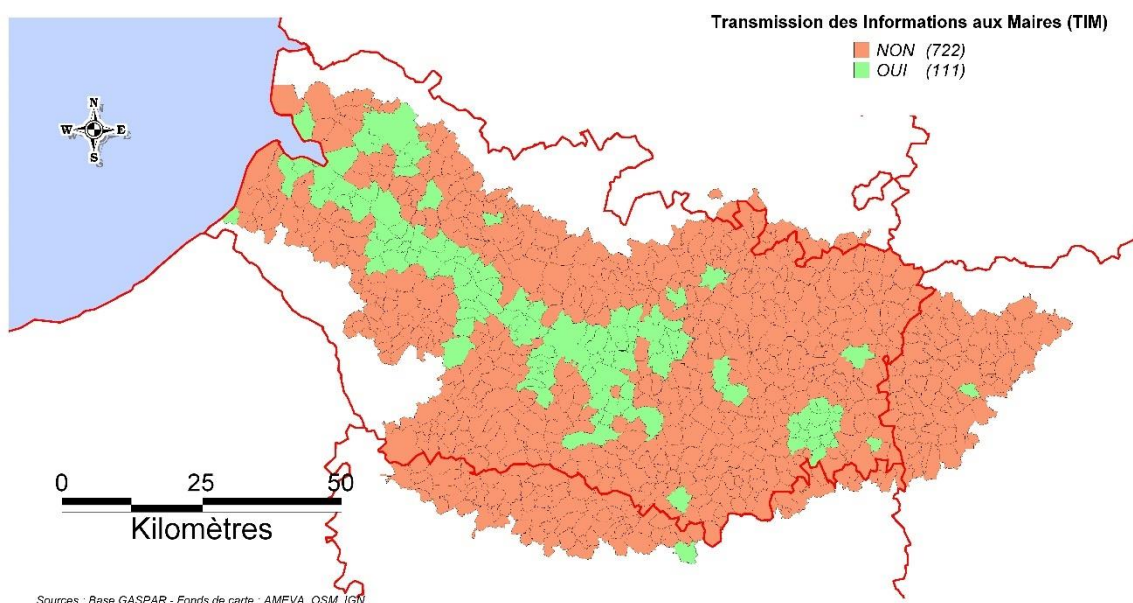 Transmission des Informations aux Maires (TIM)
NON (722)
OUI (111)
N
W E
S
0 25 50
Kilomètres
Sources : Base GASPAR - Fonds de carte : AMEVA, OSM, IGN